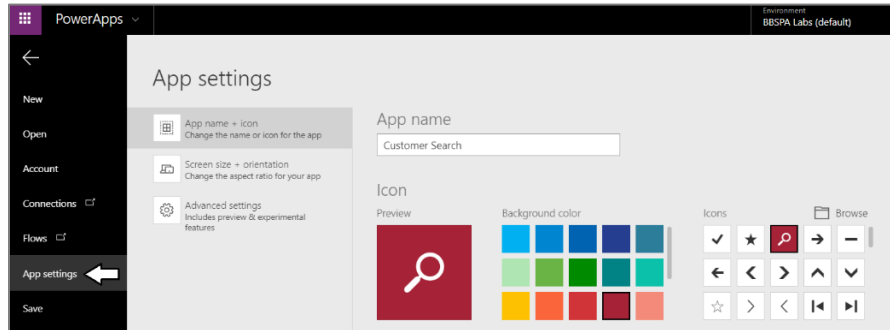 PowerApps
Environment
BBSPA Labs (default)
New
Open
Account
Connections
Flows
App settings
Save
App settings
App name + icon
Change the name or icon for the app
Screen size + orientation
Change the aspect ratio for your app
Advanced settings
Includes preview & experimental
features
App name
Customer Search
Icon
Preview
Background color
Icons
Browse